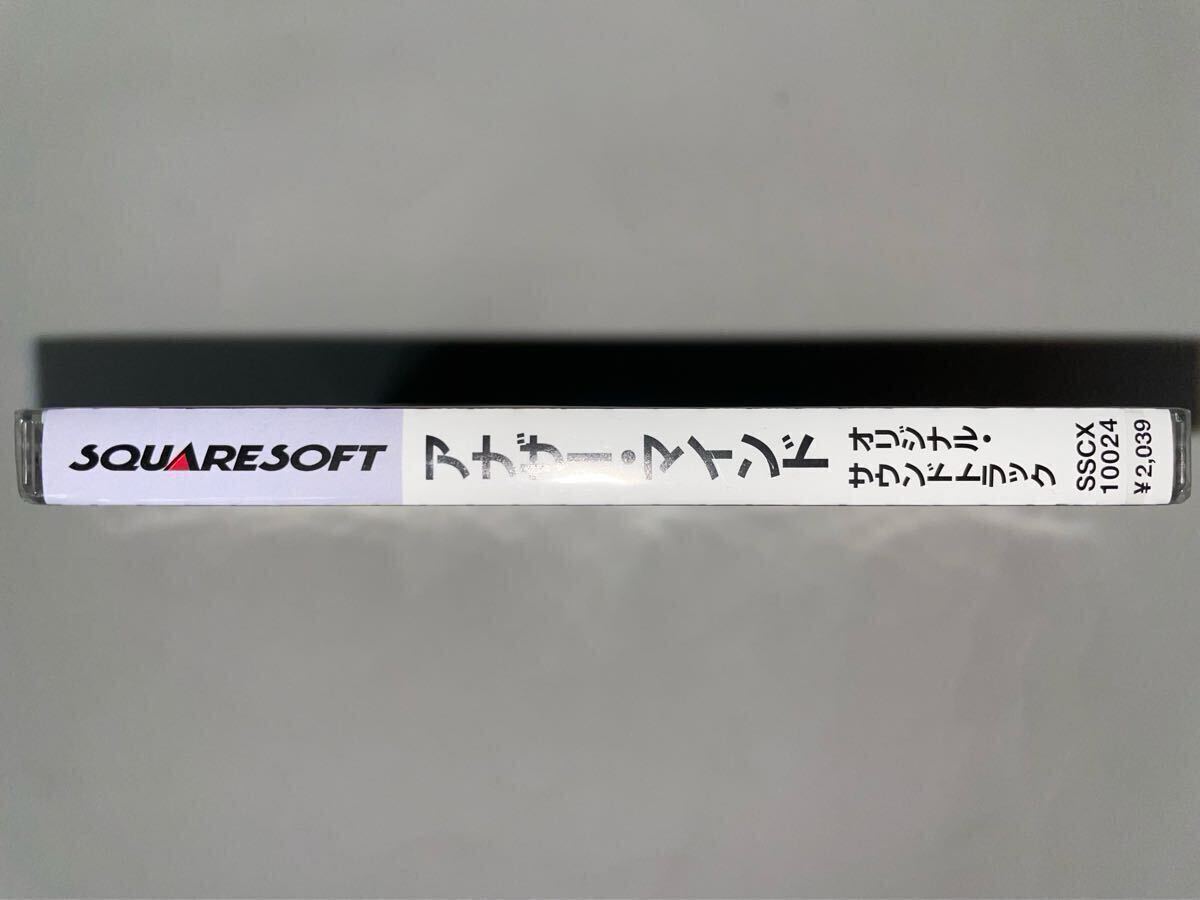 SQUARESOFT
アナザー・マインド
オリジナル・
サウンドトラック
SSCX
10024
¥2,039